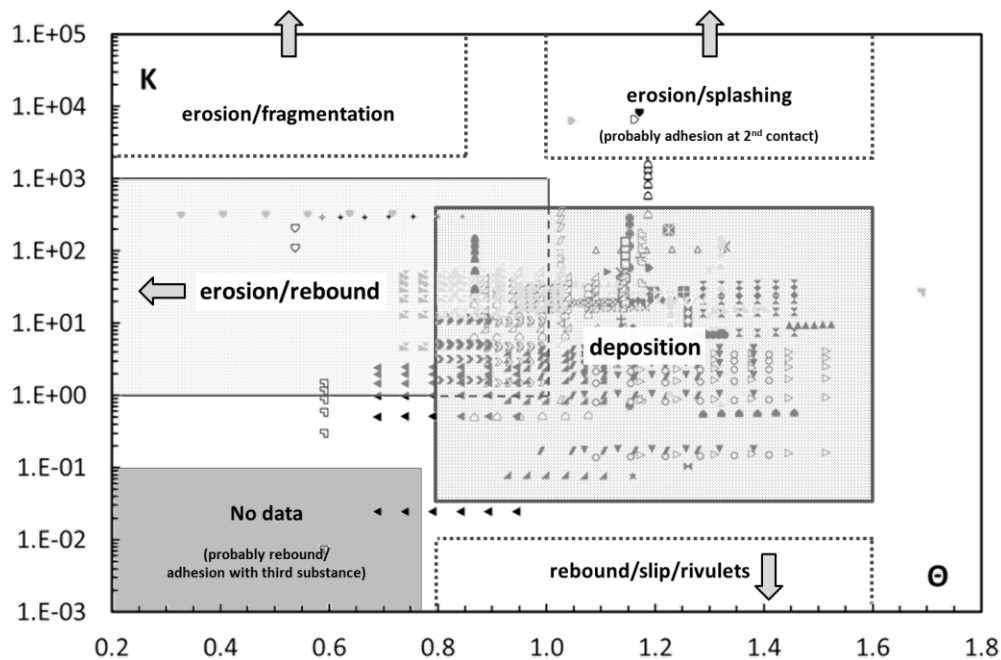 1.E+05
K
erosion/fragmentation
erosion/splashing
(probably adhesion at 2nd contact)
1.E+04
1.E+03
1.E+02
erosion/rebound
1.E+01
deposition
1.E+00
1.E-01
No data
(probably rebound/
adhesion with third substance)
1.E-02
rebound/slip/rivulets
Θ
1.E-03
0.2 0.4 0.6 0.8 1.0 1.2 1.4 1.6 1.8